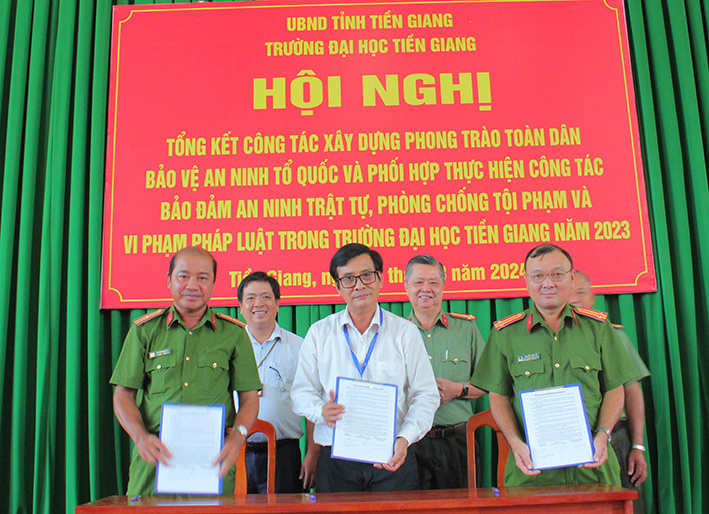 UBND TỈNH TIỀN GIANG
TRƯỜNG ĐẠI HỌC TIỀN GIANG
HỘI NGHỊ
TỔNG KẾT CÔNG TÁC XÂY DỰNG PHONG TRÀO TOÀN DÂN
BẢO VỆ AN NINH TỔ QUỐC VÀ PHỐI HỢP THỰC HIỆN CÔNG TÁC
BẢO ĐẢM AN NINH TRẬT TỰ, PHÒNG CHỐNG TỘI PHẠM VÀ
VI PHẠM PHÁP LUẬT TRONG TRƯỜNG ĐẠI HỌC TIỀN GIANG NĂM 2023
Giang, năm 2024